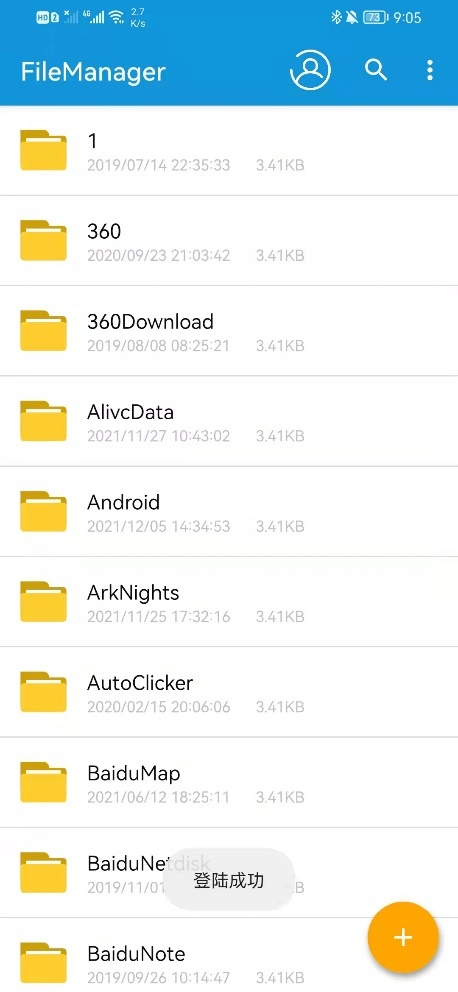 HD 2 4G 2.7 K/s 73 9:05
FileManager
1
2019/07/14 22:35:33 3.41KB
360
2020/09/23 21:03:42 3.41KB
360Download
2019/08/08 08:25:21 3.41KB
AlivcData
2021/11/27 10:43:02 3.41KB
Android
2021/12/05 14:34:53 3.41KB
ArkNights
2021/11/25 17:32:16 3.41KB
AutoClicker
2020/02/15 20:06:06 3.41KB
BaiduMap
2021/06/12 18:25:11 3.41KB
BaiduNetdisk
登陆成功
2019/11/01 B
BaiduNote
2019/09/26 10:14:47 3.41KB